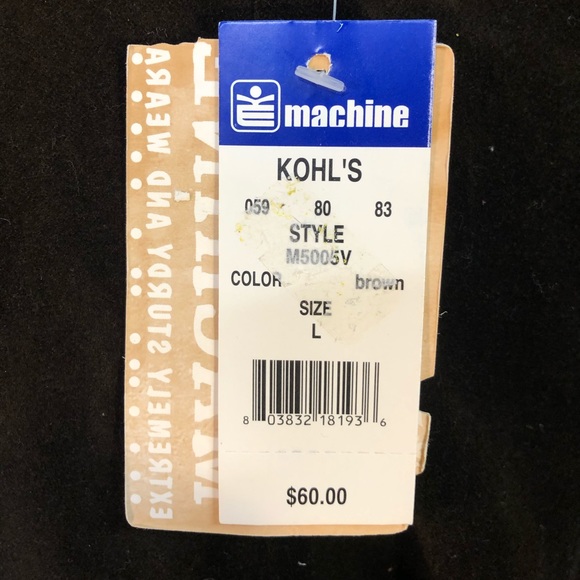 machine
KOHL'S
059 80 83
STYLE
M5005V
COLOR brown
SIZE
L
8 03832 18193 6
$60.00
EXTREMELY STURDY AND WEARA